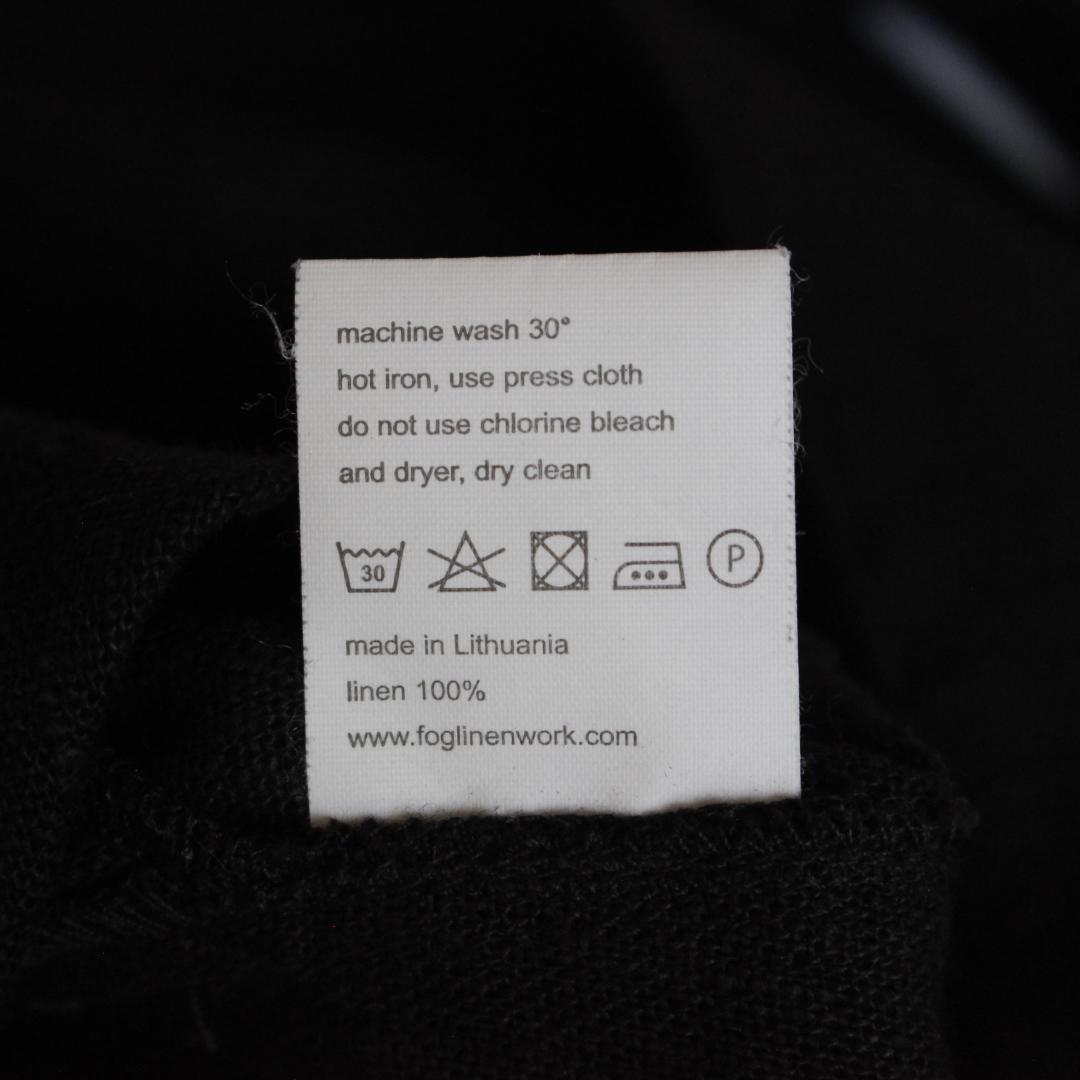 machine wash 30°
hot iron, use press cloth
do not use chlorine bleach
and dryer, dry clean
30 P
made in Lithuania
linen 100%
www.foglinenwork.com